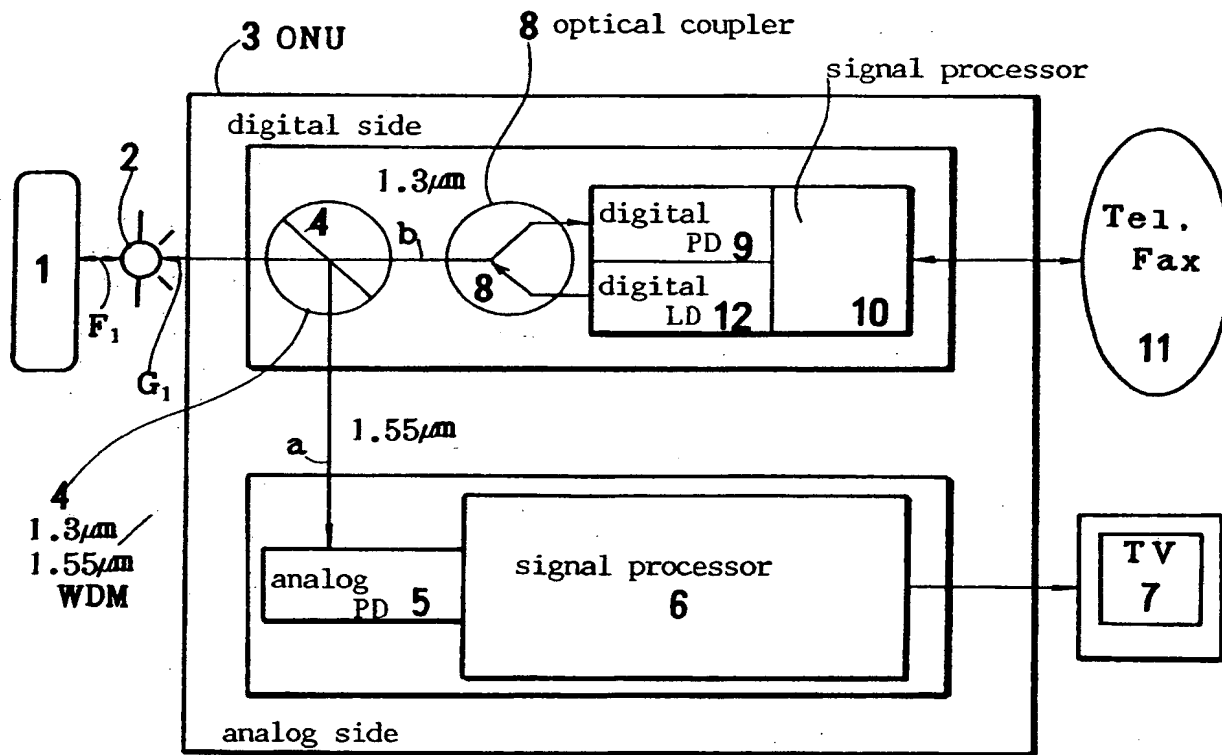 3 ONU
8 optical coupler
signal processor
digital side
2
1.3μm
4
b
8
digital
PD 9
digital
LD 12
10
Tel.
Fax
11
1
F₁
G₁
a
1.55μm
4
1.3μm
1.55μm
WDM
analog
PD 5
signal processor
6
TV
7
analog side